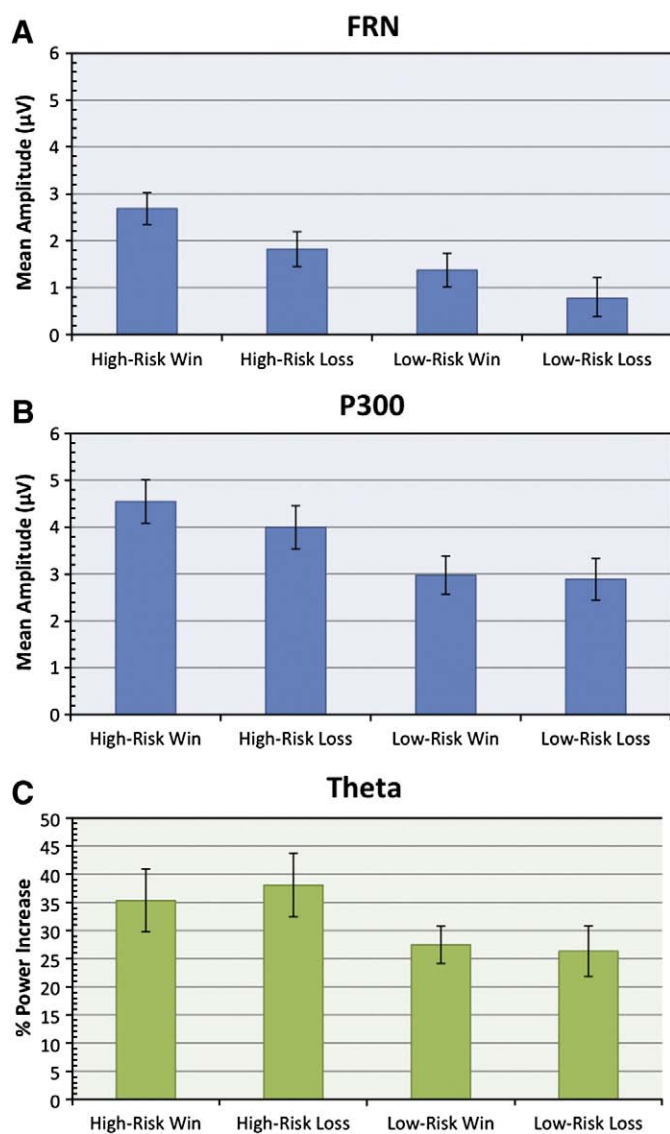 A
FRN
Mean Amplitude (µV)
6
5
4
3
2
1
0
High-Risk Win High-Risk Loss Low-Risk Win Low-Risk Loss
B
P300
Mean Amplitude (µV)
6
5
4
3
2
1
0
High-Risk Win High-Risk Loss Low-Risk Win Low-Risk Loss
C
Theta
% Power Increase
50
45
40
35
30
25
20
15
10
5
0
High-Risk Win High-Risk Loss Low-Risk Win Low-Risk Loss